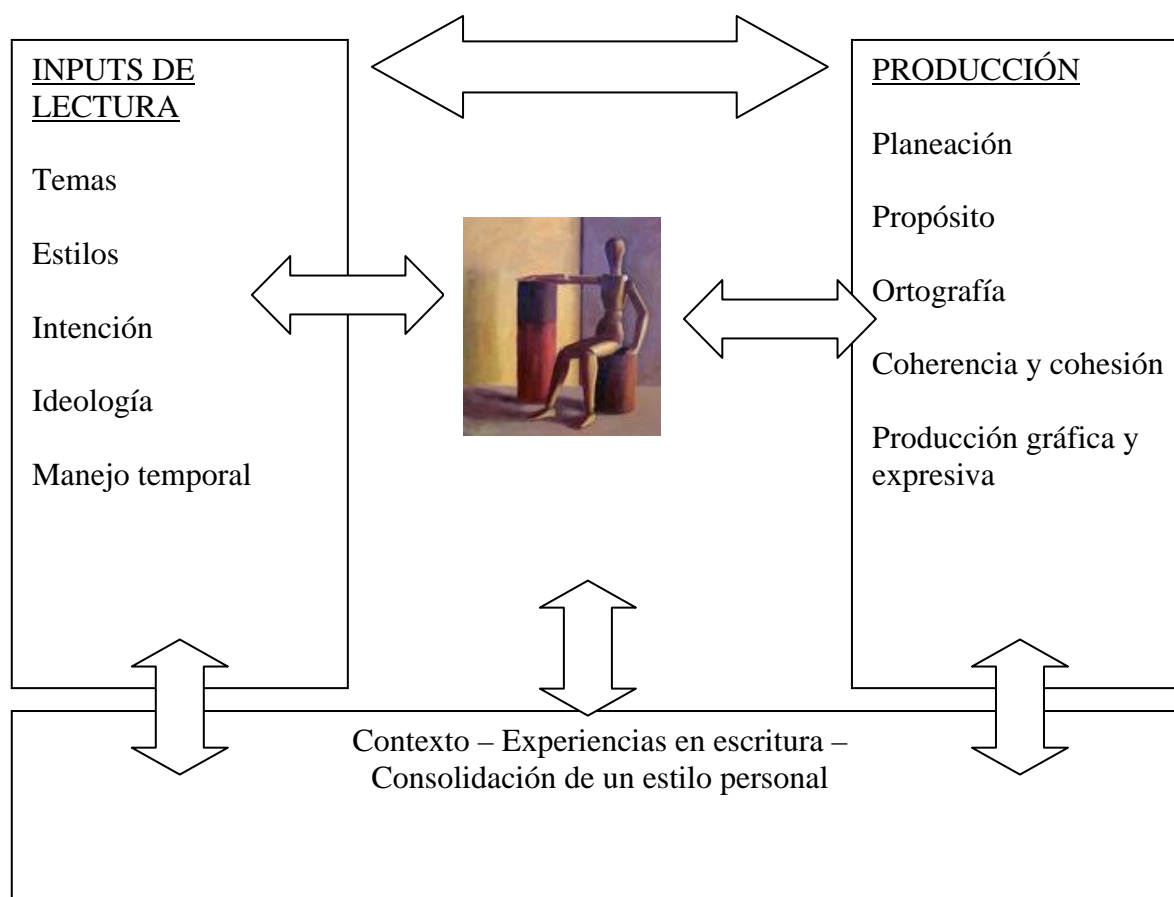 INPUTS DE
LECTURA
Temas
Estilos
Intención
Ideología
Manejo temporal
PRODUCCIÓN
Planeación
Propósito
Ortografía
Coherencia y cohesión
Producción gráfica y
expresiva
Contexto – Experiencias en escritura –
Consolidación de un estilo personal